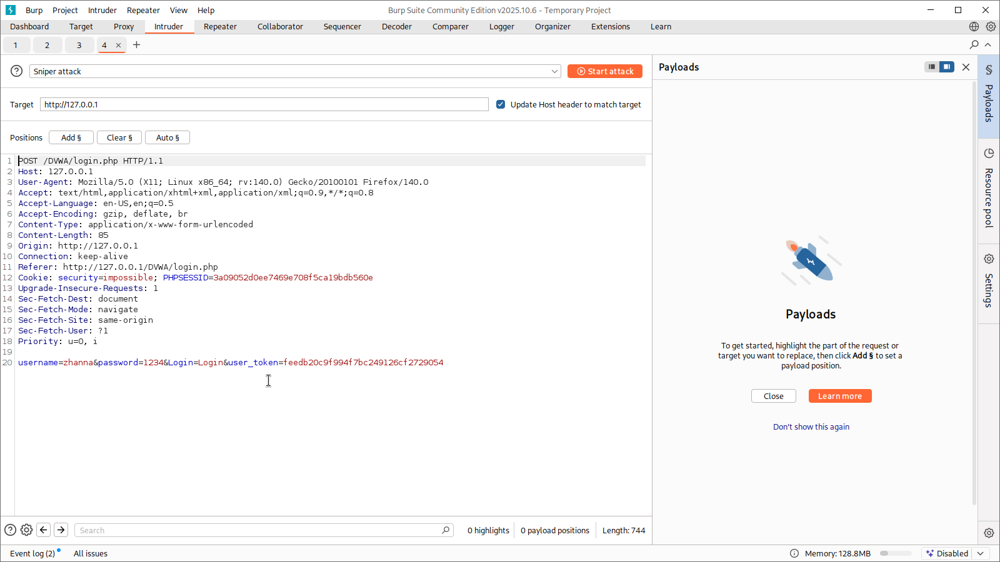 Burp Project Intruder Repeater View Help Burp Suite Community Edition v2025.10.6 - Temporary Project
Dashboard Target Proxy Intruder Repeater Collaborator Sequencer Decoder Comparer Logger Organizer Extensions Learn
1 2 3 4 × +
Sniper attack Start attack
Target http://127.0.0.1 Update Host header to match target
Positions Add § Clear § Auto §
1 POST /DVWA/login.php HTTP/1.1
2 Host: 127.0.0.1
3 User-Agent: Mozilla/5.0 (X11; Linux x86_64; rv:140.0) Gecko/20100101 Firefox/140.0
4 Accept: text/html,application/xhtml+xml,application/xml;q=0.9,*/*;q=0.8
5 Accept-Language: en-US,en;q=0.5
6 Accept-Encoding: gzip, deflate, br
7 Content-Type: application/x-www-form-urlencoded
8 Content-Length: 85
9 Origin: http://127.0.0.1
10 Connection: keep-alive
11 Referer: http://127.0.0.1/DVWA/login.php
12 Cookie: security=impossible; PHPSESSID=3a09052d0ee7469e708f5ca19bdb560e
13 Upgrade-Insecure-Requests: 1
14 Sec-Fetch-Dest: document
15 Sec-Fetch-Mode: navigate
16 Sec-Fetch-Site: same-origin
17 Sec-Fetch-User: ?1
18 Priority: u=0, i
19
20 username=zhanna&password=1234&Login=Login&user_token=feedb20c9f994f7bc249126cf2729054
Search 0 highlights 0 payload positions Length: 744
Payloads
Payloads
To get started, highlight the part of the request or
target you want to replace, then click Add § to set a
payload position.
Close Learn more
Don't show this again
§ Payloads
Resource pool
Settings
Event log (2) All issues Memory: 128.8MB Disabled